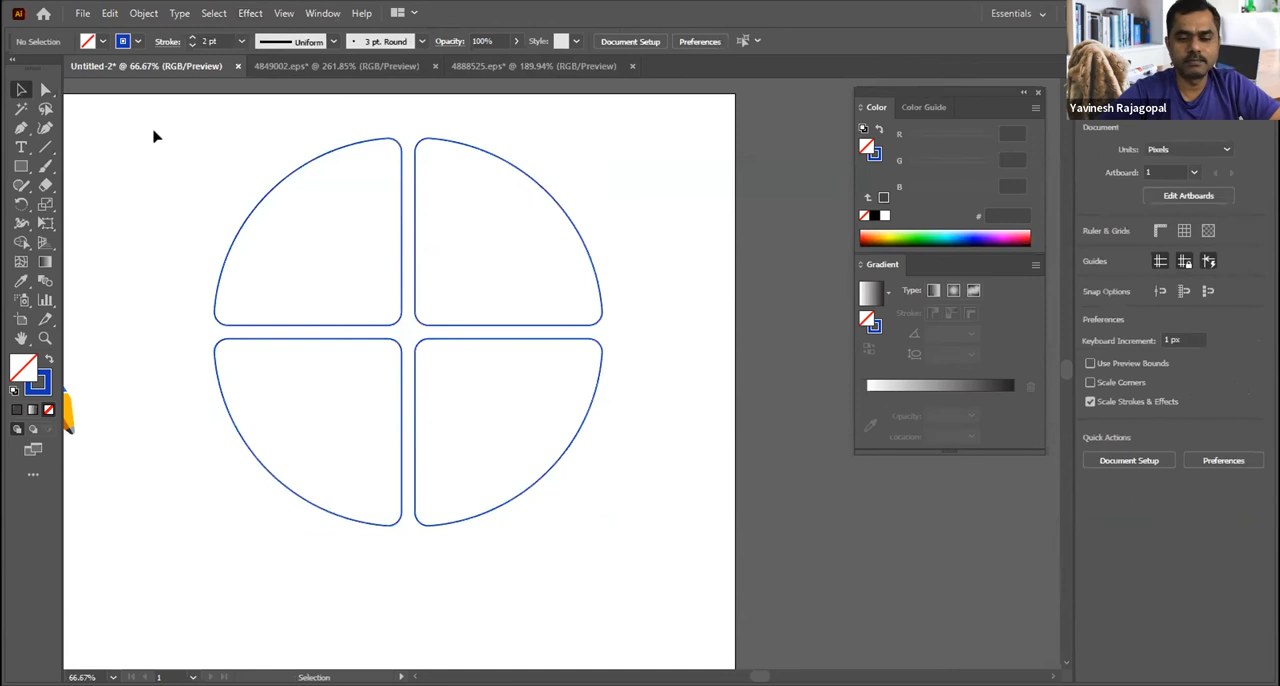 Ai File Edit Object Type Select Effect View Window Help Essentials
No Selection Stroke: 2 pt Uniform 3 pt. Round Opacity: 100% Style: Document Setup Preferences
Untitled-2* @ 66.67% (RGB/Preview) × 4849002.eps* @ 261.85% (RGB/Preview) × 4888525.eps* @ 189.94% (RGB/Preview) ×
Yavinesh Rajagopal
Color Color Guide
R
G
B
#
Gradient
Type:
Strokes:
Opacity:
Location:
Document
Units: Pixels
Artboard: 1
Edit Artboards
Ruler & Grids
Guides
Snap Options
Preferences
Keyboard Increment: 1 px
Use Preview Bounds
Scale Corners
Scale Strokes & Effects
Quick Actions
Document Setup Preferences
66.67% 1 Selection